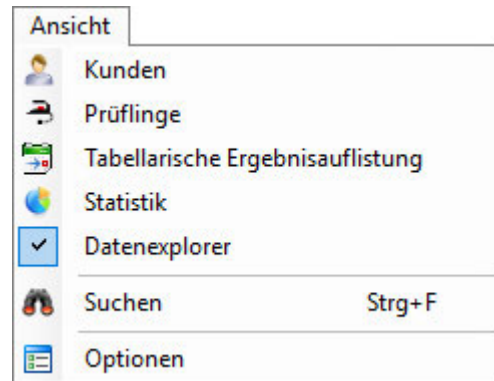 Ansicht
Kunden
Prüflinge
Tabellarische Ergebnisauflistung
Statistik
Datenexplorer
Suchen Strg+F
Optionen